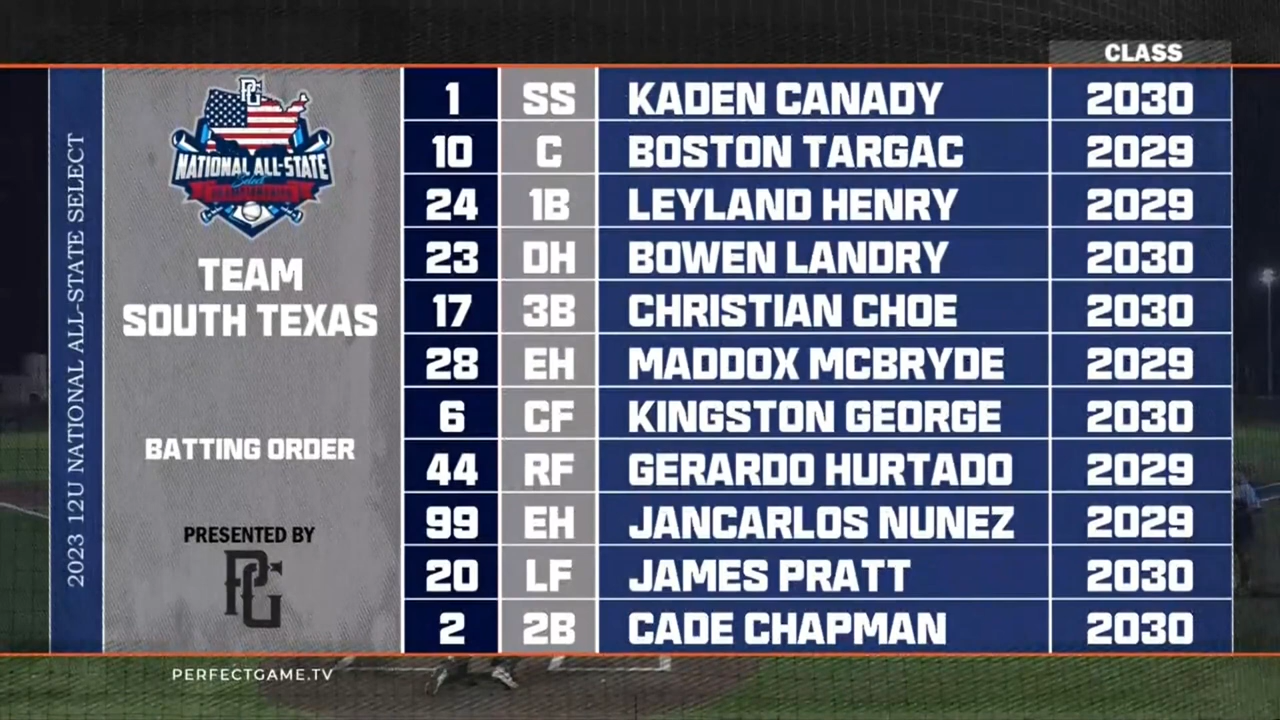 CLASS
2023 12U NATIONAL ALL-STATE SELECT
PG
NATIONAL ALL-STATE
Select
CHAMPIONSHIPS
TEAM
SOUTH TEXAS
BATTING ORDER
PRESENTED BY
PG
1 SS KADEN CANADY 2030
10 C BOSTON TARGAC 2029
24 1B LEYLAND HENRY 2029
23 DH BOWEN LANDRY 2030
17 3B CHRISTIAN CHOE 2030
28 EH MADDOX MCBRYDE 2029
6 CF KINGSTON GEORGE 2030
44 RF GERARDO HURTADO 2029
99 EH JANCARLOS NUNEZ 2029
20 LF JAMES PRATT 2030
2 2B CADE CHAPMAN 2030
PERFECTGAME.TV